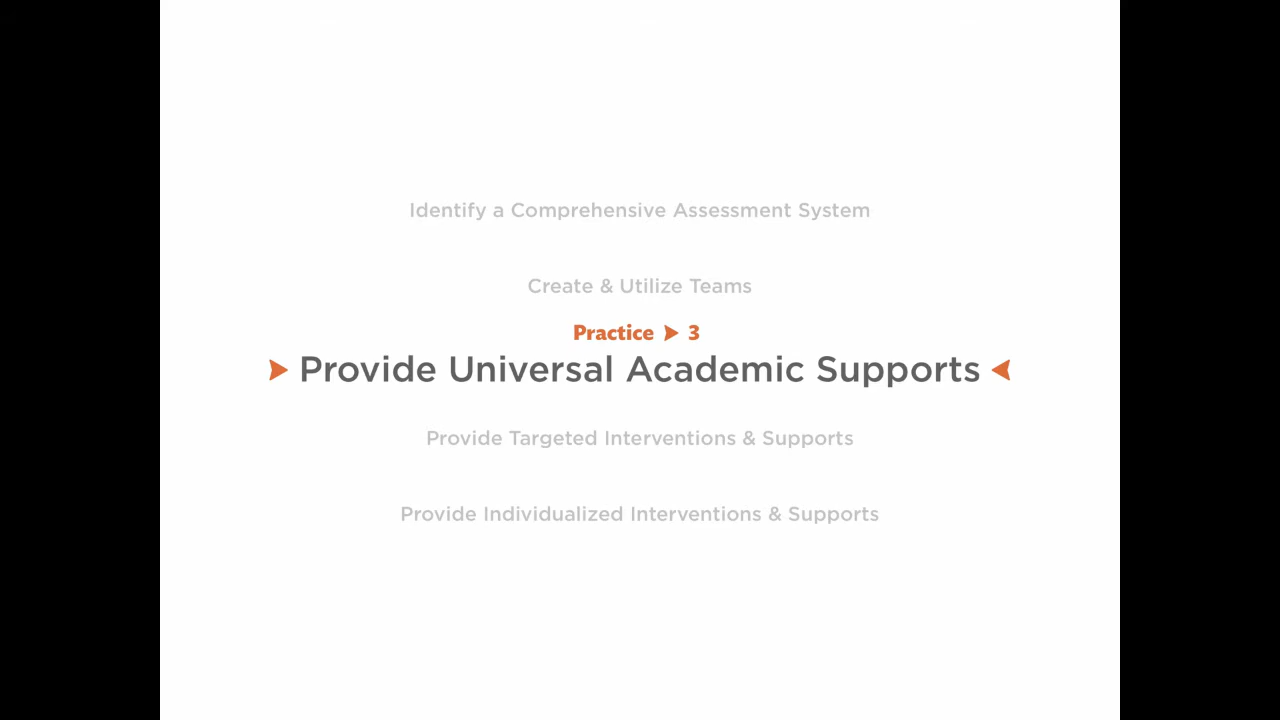 Identify a Comprehensive Assessment System
Create & Utilize Teams
Practice ➤ 3
Provide Universal Academic Supports
Provide Targeted Interventions & Supports
Provide Individualized Interventions & Supports